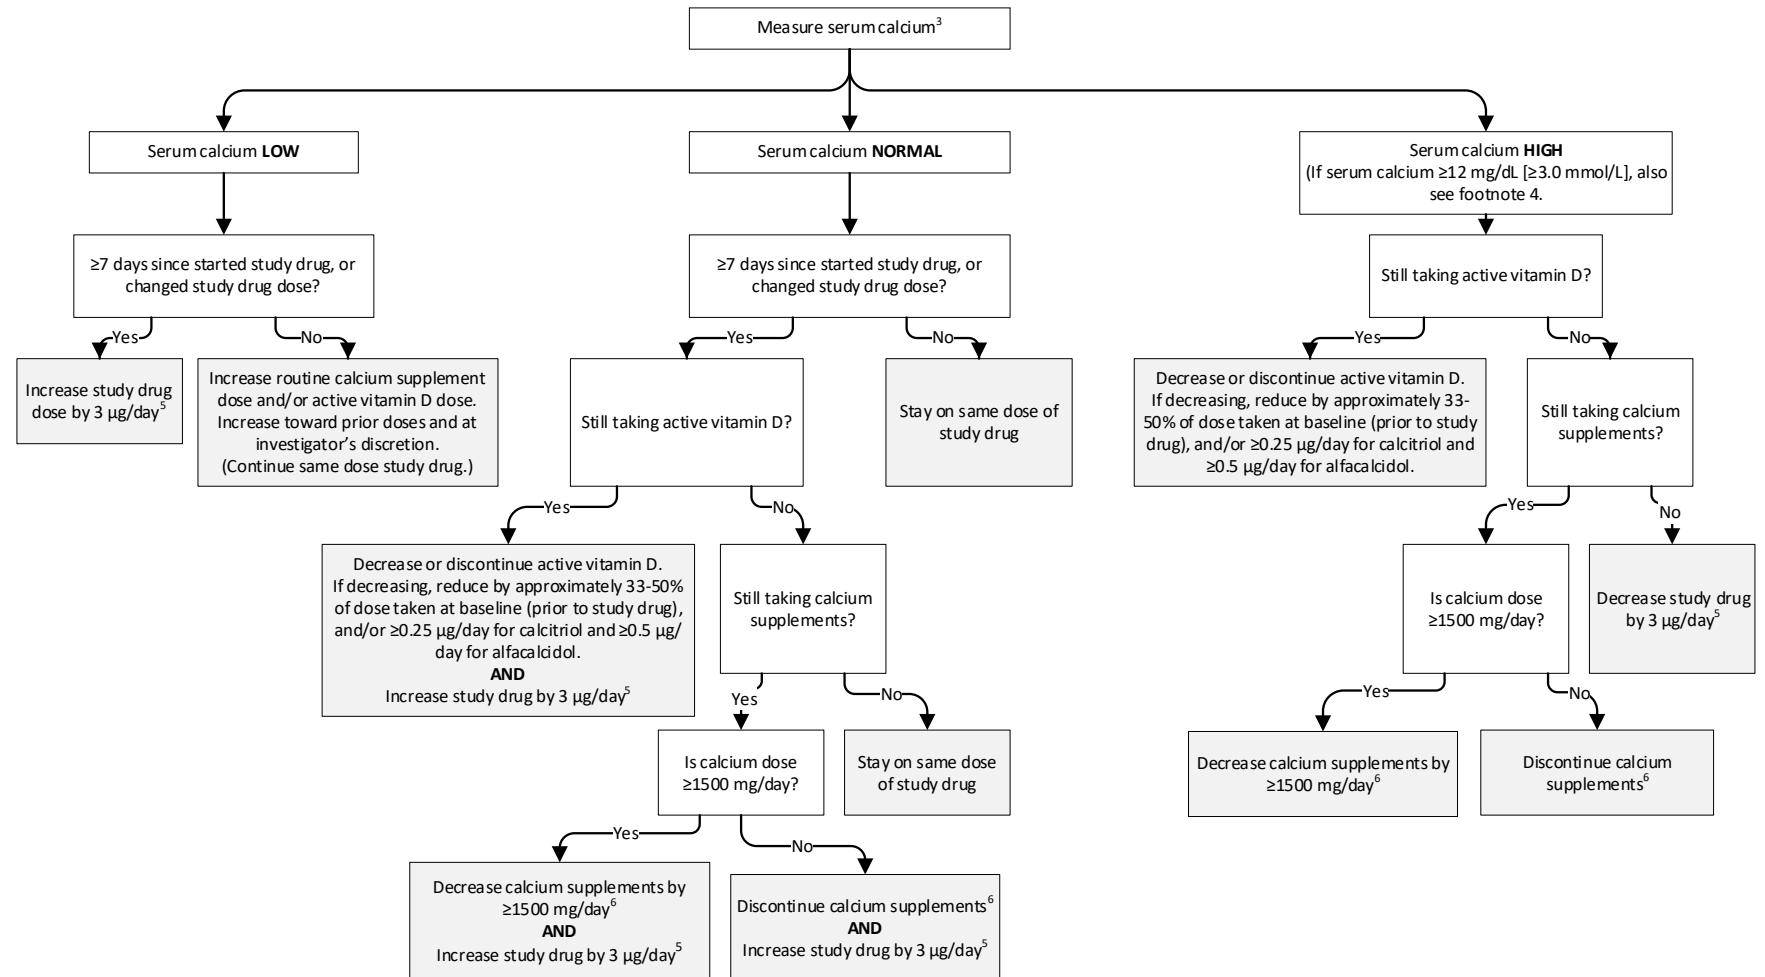 Measure serum calcium3
Serum calcium LOW
Serum calcium NORMAL
Serum calcium HIGH
(If serum calcium ≥12 mg/dL [≥3.0 mmol/L], also
see footnote 4.
≥7 days since started study drug, or
changed study drug dose?
≥7 days since started study drug, or
changed study drug dose?
Still taking active vitamin D?
Yes
No
Yes
No
Yes
No
Increase study drug
dose by 3 µg/day5
Increase routine calcium supplement
dose and/or active vitamin D dose.
Increase toward prior doses and at
investigator’s discretion.
(Continue same dose study drug.)
Still taking active vitamin D?
Stay on same dose of
study drug
Decrease or discontinue active vitamin D.
If decreasing, reduce by approximately 33-
50% of dose taken at baseline (prior to study
drug), and/or ≥0.25 µg/day for calcitriol and
≥0.5 µg/day for alfacalcidol.
Still taking calcium
supplements?
Yes
No
Yes
No
Decrease or discontinue active vitamin D.
If decreasing, reduce by approximately 33-50%
of dose taken at baseline (prior to study drug),
and/or ≥0.25 µg/day for calcitriol and ≥0.5 µg/
day for alfacalcidol.
AND
Increase study drug by 3 µg/day5
Still taking calcium
supplements?
Is calcium dose
≥1500 mg/day?
Decrease study drug
by 3 µg/day5
Yes
No
Yes
No
Is calcium dose
≥1500 mg/day?
Stay on same dose
of study drug
Decrease calcium supplements by
≥1500 mg/day6
Discontinue calcium
supplements6
Yes
No
Decrease calcium supplements by
≥1500 mg/day6
AND
Increase study drug by 3 µg/day5
Discontinue calcium supplements6
AND
Increase study drug by 3 µg/day5